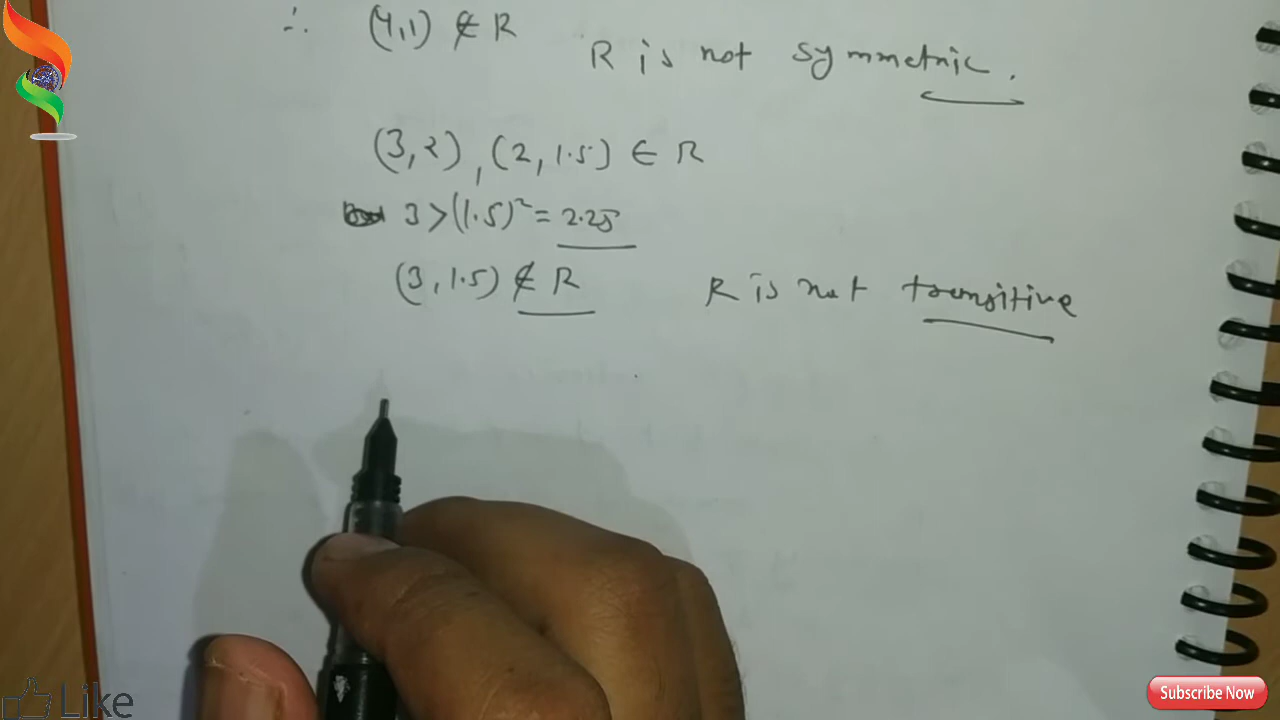 ∴ (4,1) ∉ R
R is not symmetric.
(3,2), (2,1.5) ∈ R
3 > (1.5)² = 2.25
(3,1.5) ∉ R
R is not transitive
Like
Subscribe Now